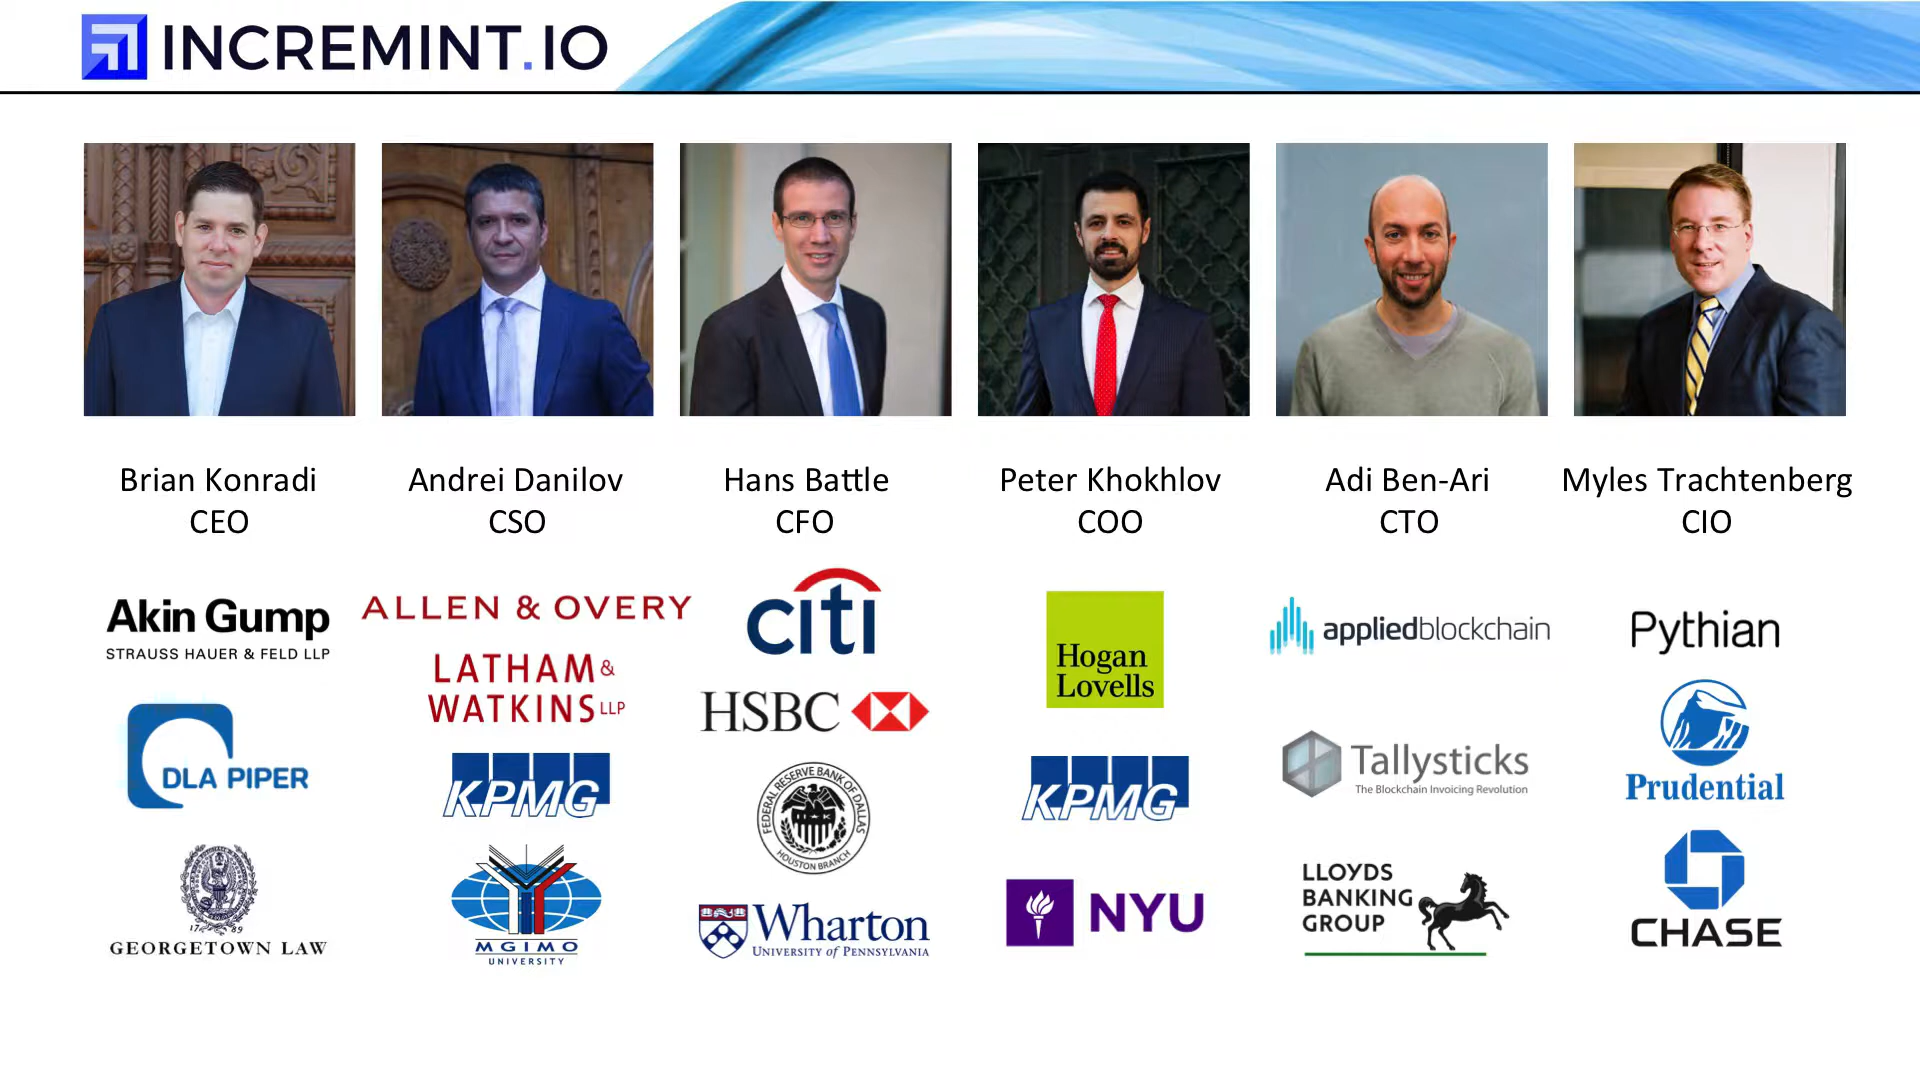 INCREMINT.IO
Brian Konradi
CEO
Andrei Danilov
CSO
Hans Battle
CFO
Peter Khokhlov
COO
Adi Ben-Ari
CTO
Myles Trachtenberg
CIO
Akin Gump
STRAUSS HAUER & FELD LLP
DLA PIPER
1789
GEORGETOWN LAW
ALLEN & OVERY
LATHAM &
WATKINS LLP
KPMG
MGIMO
UNIVERSITY
citi
HSBC
FEDERAL RESERVE BANK OF DALLAS
HOUSTON BRANCH
Wharton
UNIVERSITY of PENNSYLVANIA
Hogan
Lovells
KPMG
NYU
appliedblockchain
Tallysticks
The Blockchain Invoicing Revolution
LLOYDS
BANKING
GROUP
Pythian
Prudential
CHASE